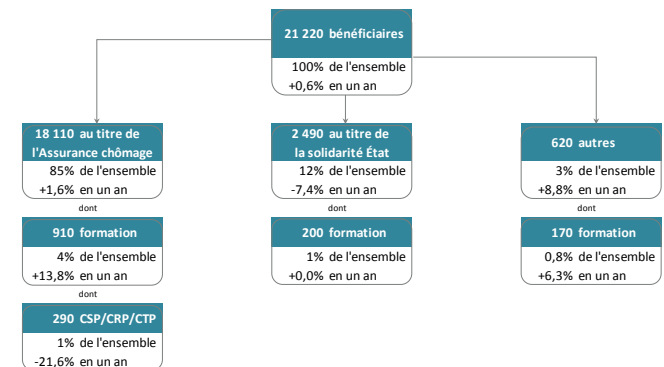 21 220 bénéficiaires
100% de l'ensemble
+0,6% en un an
18 110 au titre de
l'Assurance chômage
85% de l'ensemble
+1,6% en un an
dont
910 formation
4% de l'ensemble
+13,8% en un an
dont
290 CSP/CRP/CTP
1% de l'ensemble
-21,6% en un an
2 490 au titre de
la solidarité État
12% de l'ensemble
-7,4% en un an
dont
200 formation
1% de l'ensemble
+0,0% en un an
620 autres
3% de l'ensemble
+8,8% en un an
dont
170 formation
0,8% de l'ensemble
+6,3% en un an